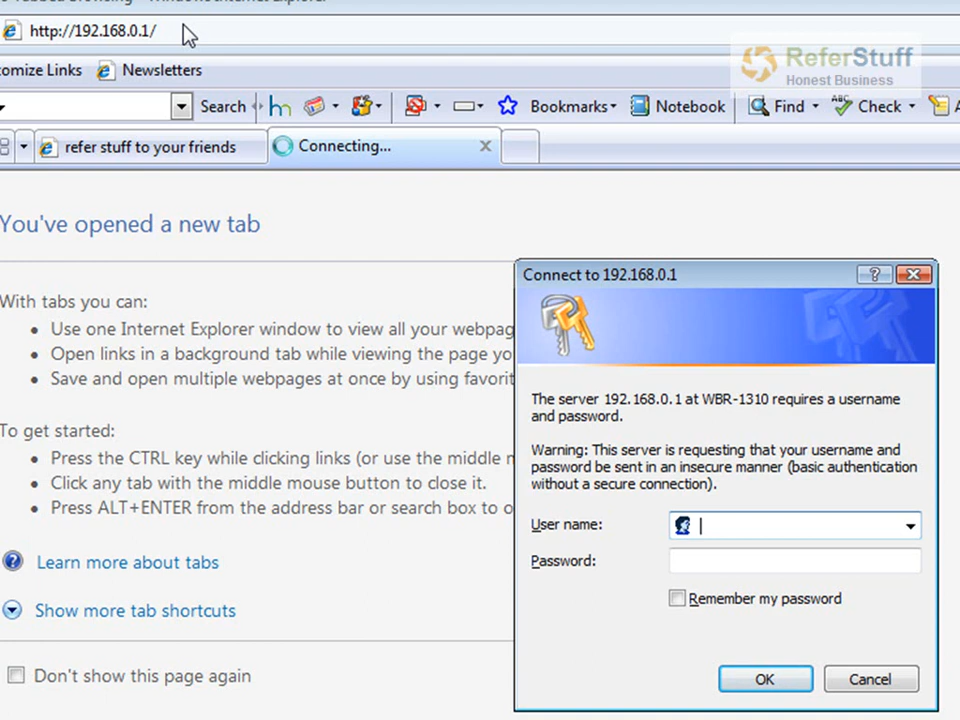 http://192.168.0.1/
tomize Links Newsletters
ReferStuff
Honest Business
Search Bookmarks Notebook Find ABC Check
refer stuff to your friends Connecting...
You've opened a new tab
With tabs you can:
Use one Internet Explorer window to view all your webpag
Open links in a background tab while viewing the page yo
Save and open multiple webpages at once by using favorit
To get started:
Press the CTRL key while clicking links (or use the middle m
Click any tab with the middle mouse button to close it.
Press ALT+ENTER from the address bar or search box to o
Learn more about tabs
Show more tab shortcuts
Don't show this page again
Connect to 192.168.0.1
The server 192.168.0.1 at WBR-1310 requires a username
and password.
Warning: This server is requesting that your username and
password be sent in an insecure manner (basic authentication
without a secure connection).
User name:
Password:
Remember my password
OK Cancel